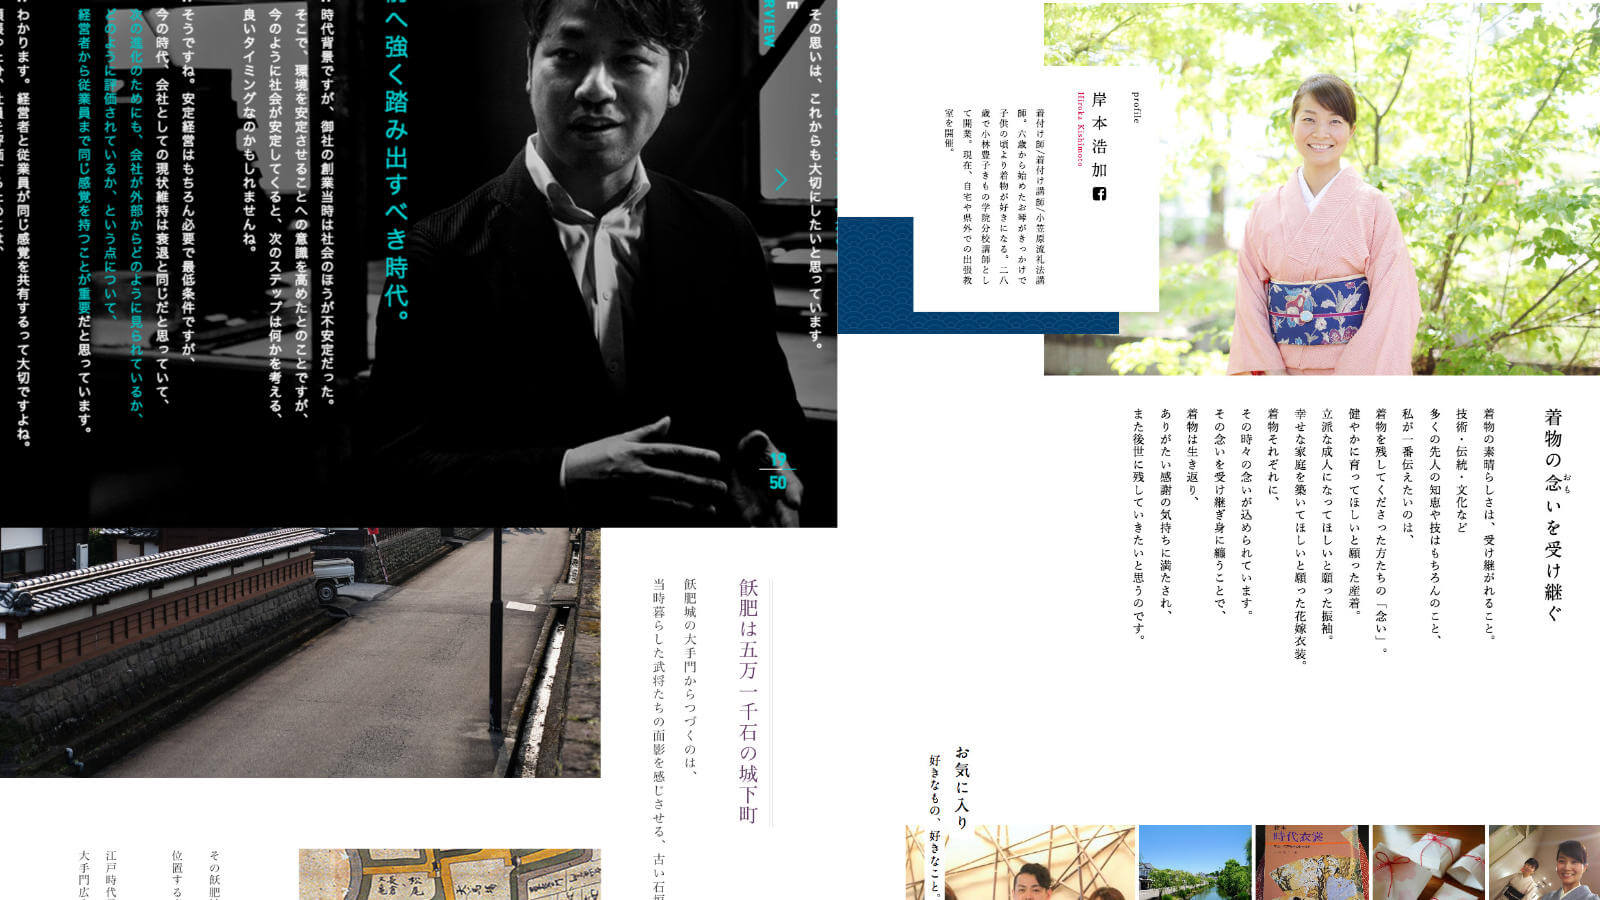 その思いは、これからも大切にしたいと思っています。
前へ強く踏み出すべき時代。
時代背景ですが、御社の創業当時は社会のほうが不安定だった。
そこで、環境を安定させることへの意識を高めたとのことですが、
今のように社会が安定してくると、次のステップは何かを考える、
良いタイミングなのかもしれませんね。
そうですね。安定経営はもちろん必要で最低条件ですが、
今の時代、会社としての現状維持は衰退と同じだと思っていて、
次の進化のためにも、会社が外部からどのように見られているか、
どのように評価されているか、という点について、
経営者から従業員まで同じ感覚を持つことが重要だと思っています。
わかります。経営者と従業員が同じ感覚を共有するって大切ですよね。
19
50
profile
岸本浩加
Hiroka Kishimoto
着付け師/着付け講師/小笠原流礼法講
師。六歳から始めたお琴がきっかけで
子供の頃より着物が好きになる。二八
歳で小林豊子きもの学院分校講師とし
て開業。現在、自宅や県外での出張教
室を開催。
着物の念いを受け継ぐ
おも
着物の素晴らしさは、受け継がれること。
技術・伝統・文化など
多くの先人の知恵や技はもちろんのこと、
私が一番伝えたいのは、
着物を残してくださった方たちの「念い」。
健やかに育ってほしいと願った産着。
立派な成人になってほしいと願った振袖。
幸せな家庭を築いてほしいと願った花嫁衣装。
着物それぞれに、
その時々の念いが込められています。
その念いを受け継ぎ身に纏うことで、
着物は生き返り、
ありがたい感謝の気持ちに満たされ、
また後世に残していきたいと思うのです。
お気に入り
好きなもの、好きなこと。
時代衣裳
飫肥は五万一千石の城下町
飫肥城の大手門からつづくのは、
当時暮らした武将たちの面影を感じさせる、古い石垣
その飫肥
位置する
江戸時代
大手門広